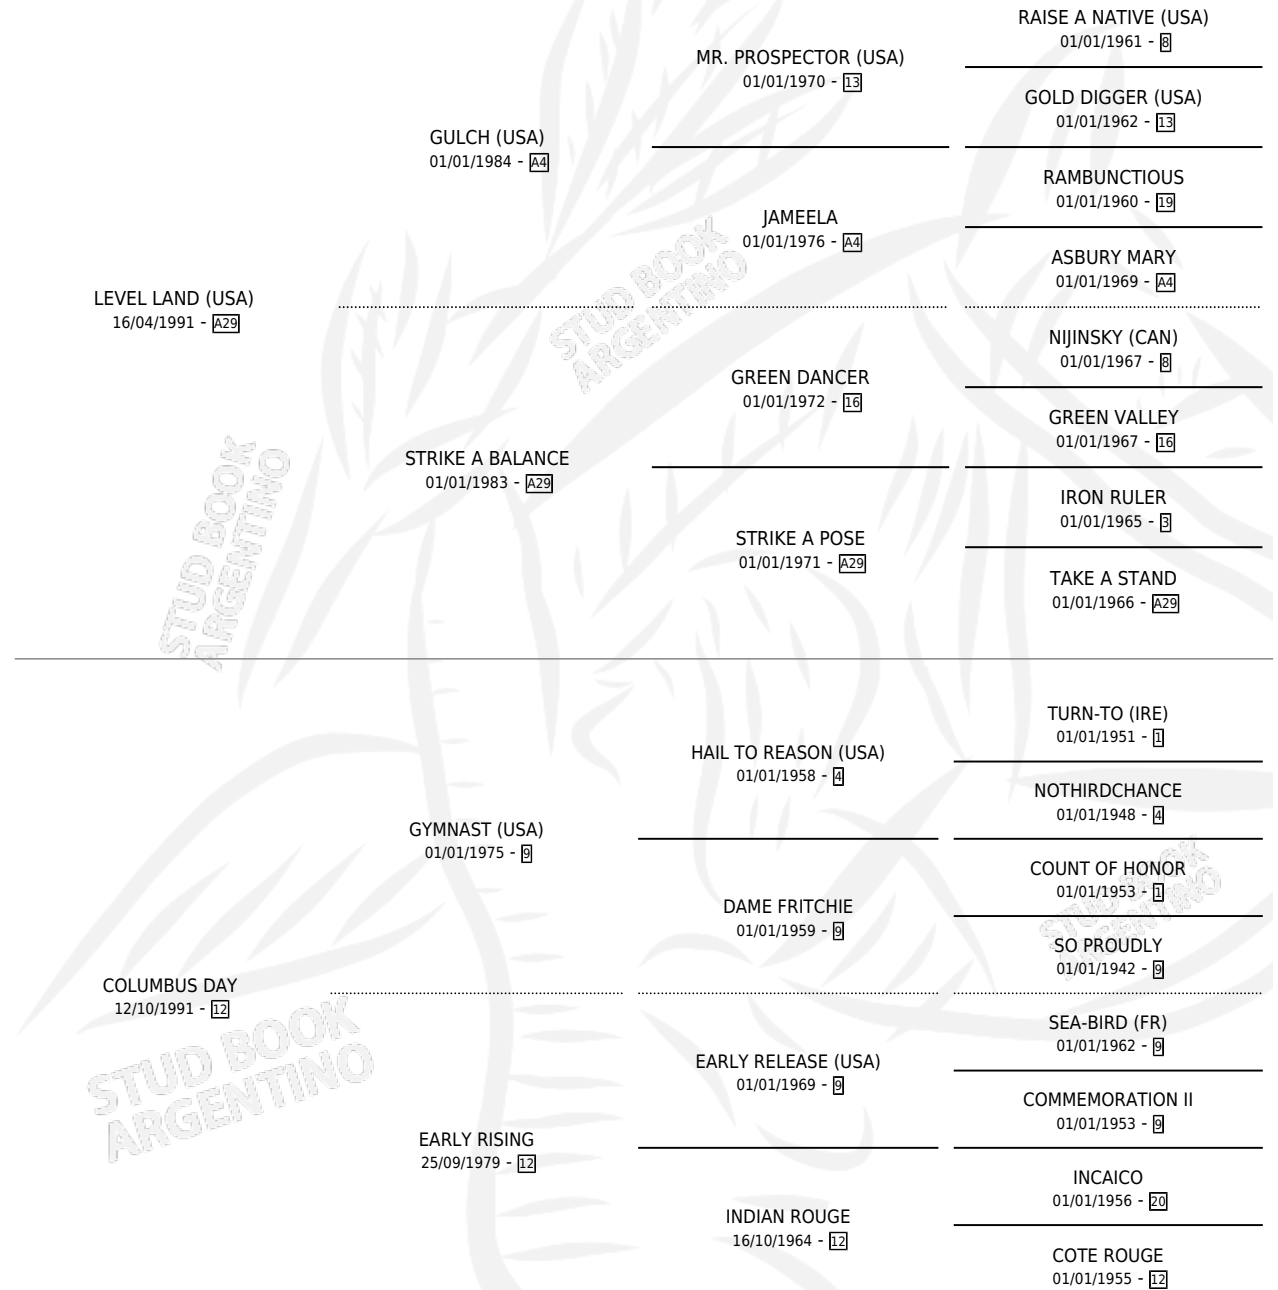 RAISE A NATIVE (USA)
01/01/1961 - 8
MR. PROSPECTOR (USA)
01/01/1970 - 13
GOLD DIGGER (USA)
01/01/1962 - 13
GULCH (USA)
01/01/1984 - A4
RAMBUNCTIOUS
01/01/1960 - 19
JAMEELA
01/01/1976 - A4
ASBURY MARY
01/01/1969 - A4
LEVEL LAND (USA)
16/04/1991 - A29
STUD BOOK
ARGENTINO
NIJINSKY (CAN)
01/01/1967 - 8
GREEN DANCER
01/01/1972 - 16
GREEN VALLEY
01/01/1967 - 16
STRIKE A BALANCE
01/01/1983 - A29
IRON RULER
01/01/1965 - 3
STRIKE A POSE
01/01/1971 - A29
TAKE A STAND
01/01/1966 - A29
STUD BOOK
ARGENTINO
TURN-TO (IRE)
01/01/1951 - 1
HAIL TO REASON (USA)
01/01/1958 - 4
NOTHIRDCHANCE
01/01/1948 - 4
GYMNAST (USA)
01/01/1975 - 9
COUNT OF HONOR
01/01/1953 - 1
DAME FRITCHIE
01/01/1959 - 9
STUD BOOK
ARGENTINO
SO PROUDLY
01/01/1942 - 9
COLUMBUS DAY
12/10/1991 - 12
STUD BOOK
ARGENTINO
SEA-BIRD (FR)
01/01/1962 - 9
EARLY RELEASE (USA)
01/01/1969 - 9
COMMEMORATION II
01/01/1953 - 9
EARLY RISING
25/09/1979 - 12
INCAICO
01/01/1956 - 20
INDIAN ROUGE
16/10/1964 - 12
COTE ROUGE
01/01/1955 - 12